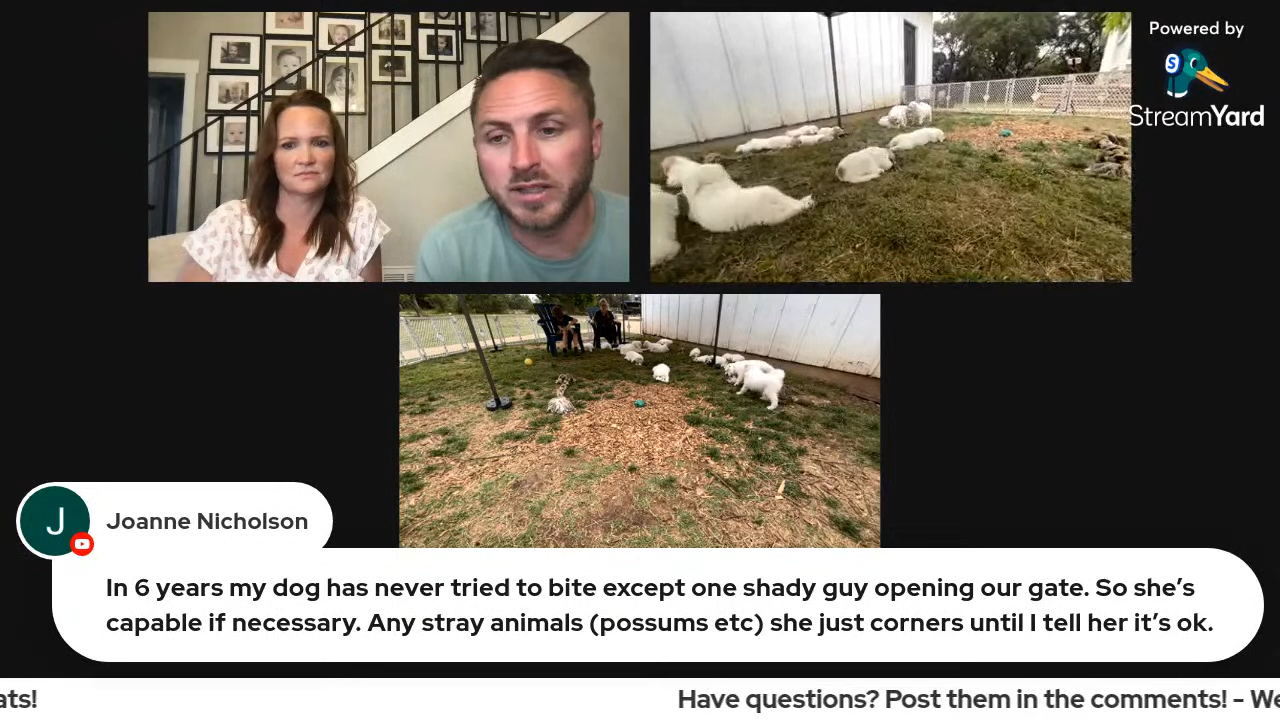 Powered by
StreamYard
J
Joanne Nicholson
In 6 years my dog has never tried to bite except one shady guy opening our gate. So she’s
capable if necessary. Any stray animals (possums etc) she just corners until I tell her it’s ok.
ats!
Have questions? Post them in the comments! - We